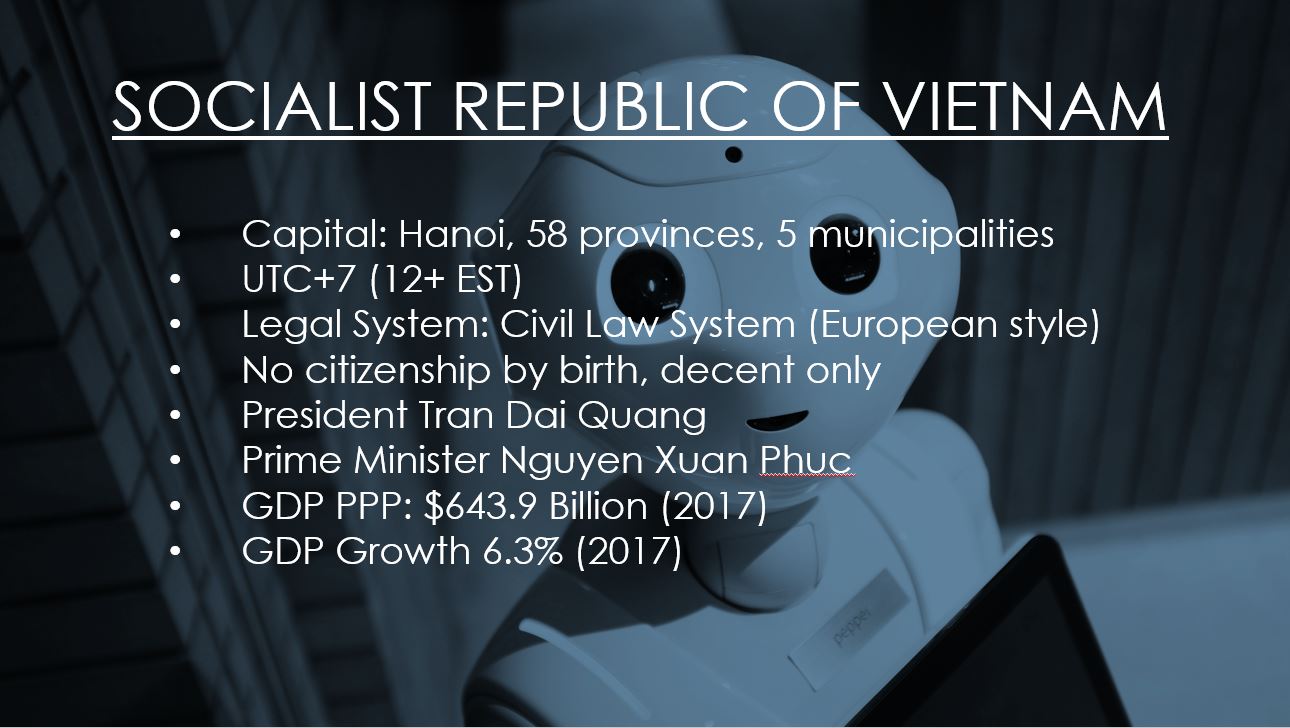 SOCIALIST REPUBLIC OF VIETNAM
• Capital: Hanoi, 58 provinces, 5 municipalities
• UTC+7 (12+ EST)
• Legal System: Civil Law System (European style)
• No citizenship by birth, decent only
• President Tran Dai Quang
• Prime Minister Nguyen Xuan Phuc
• GDP PPP: $643.9 Billion (2017)
• GDP Growth 6.3% (2017)
pepper